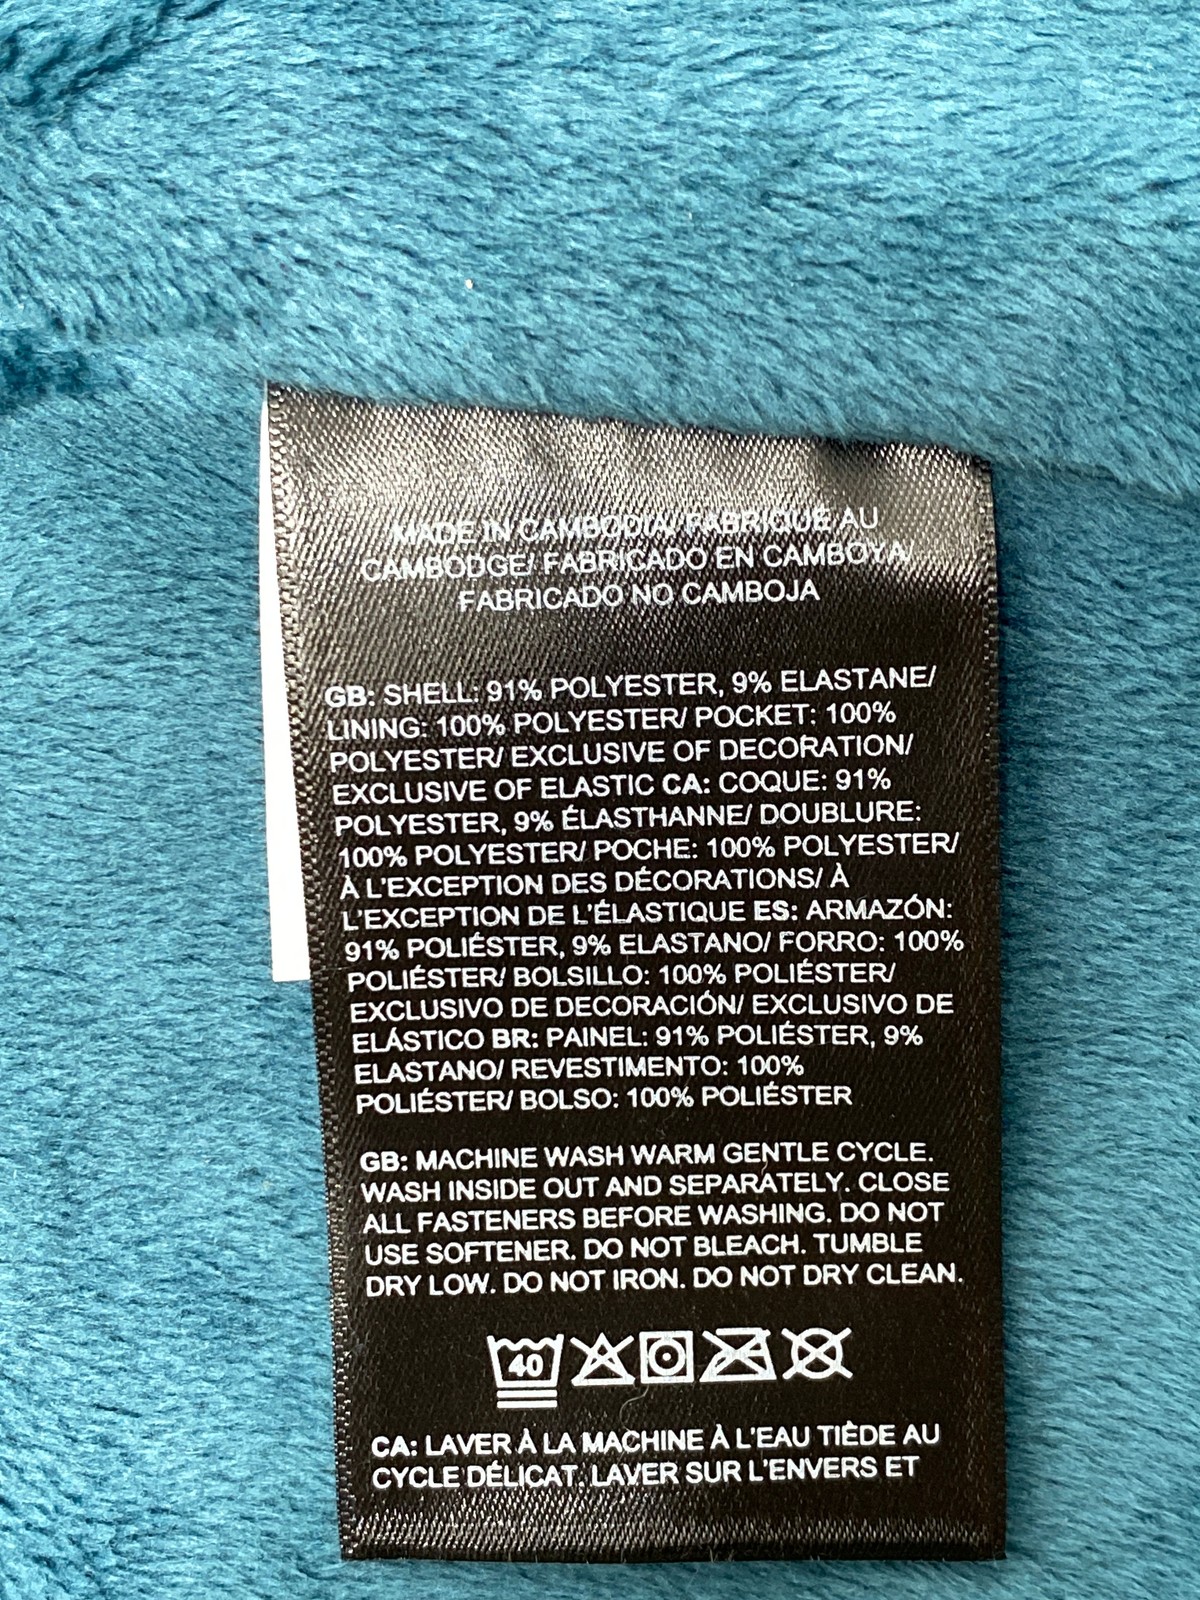 MADE IN CAMBODIA/ FABRIQUÉ AU
CAMBODGE/ FABRICADO EN CAMBOYA/
FABRICADO NO CAMBOJA
GB: SHELL: 91% POLYESTER, 9% ELASTANE/
LINING: 100% POLYESTER/ POCKET: 100%
POLYESTER/ EXCLUSIVE OF DECORATION/
EXCLUSIVE OF ELASTIC CA: COQUE: 91%
POLYESTER, 9% ÉLASTHANNE/ DOUBLURE:
100% POLYESTER/ POCHE: 100% POLYESTER/
À L'EXCEPTION DES DÉCORATIONS/ À
L'EXCEPTION DE L'ÉLASTIQUE ES: ARMAZÓN:
91% POLIÉSTER, 9% ELASTANO/ FORRO: 100%
POLIÉSTER/ BOLSILLO: 100% POLIÉSTER/
EXCLUSIVO DE DECORACIÓN/ EXCLUSIVO DE
ELÁSTICO BR: PAINEL: 91% POLIÉSTER, 9%
ELASTANO/ REVESTIMENTO: 100%
POLIÉSTER/ BOLSO: 100% POLIÉSTER
GB: MACHINE WASH WARM GENTLE CYCLE.
WASH INSIDE OUT AND SEPARATELY. CLOSE
ALL FASTENERS BEFORE WASHING. DO NOT
USE SOFTENER. DO NOT BLEACH. TUMBLE
DRY LOW. DO NOT IRON. DO NOT DRY CLEAN.
40
CA: LAVER À LA MACHINE À L'EAU TIÈDE AU
CYCLE DÉLICAT. LAVER SUR L'ENVERS ET